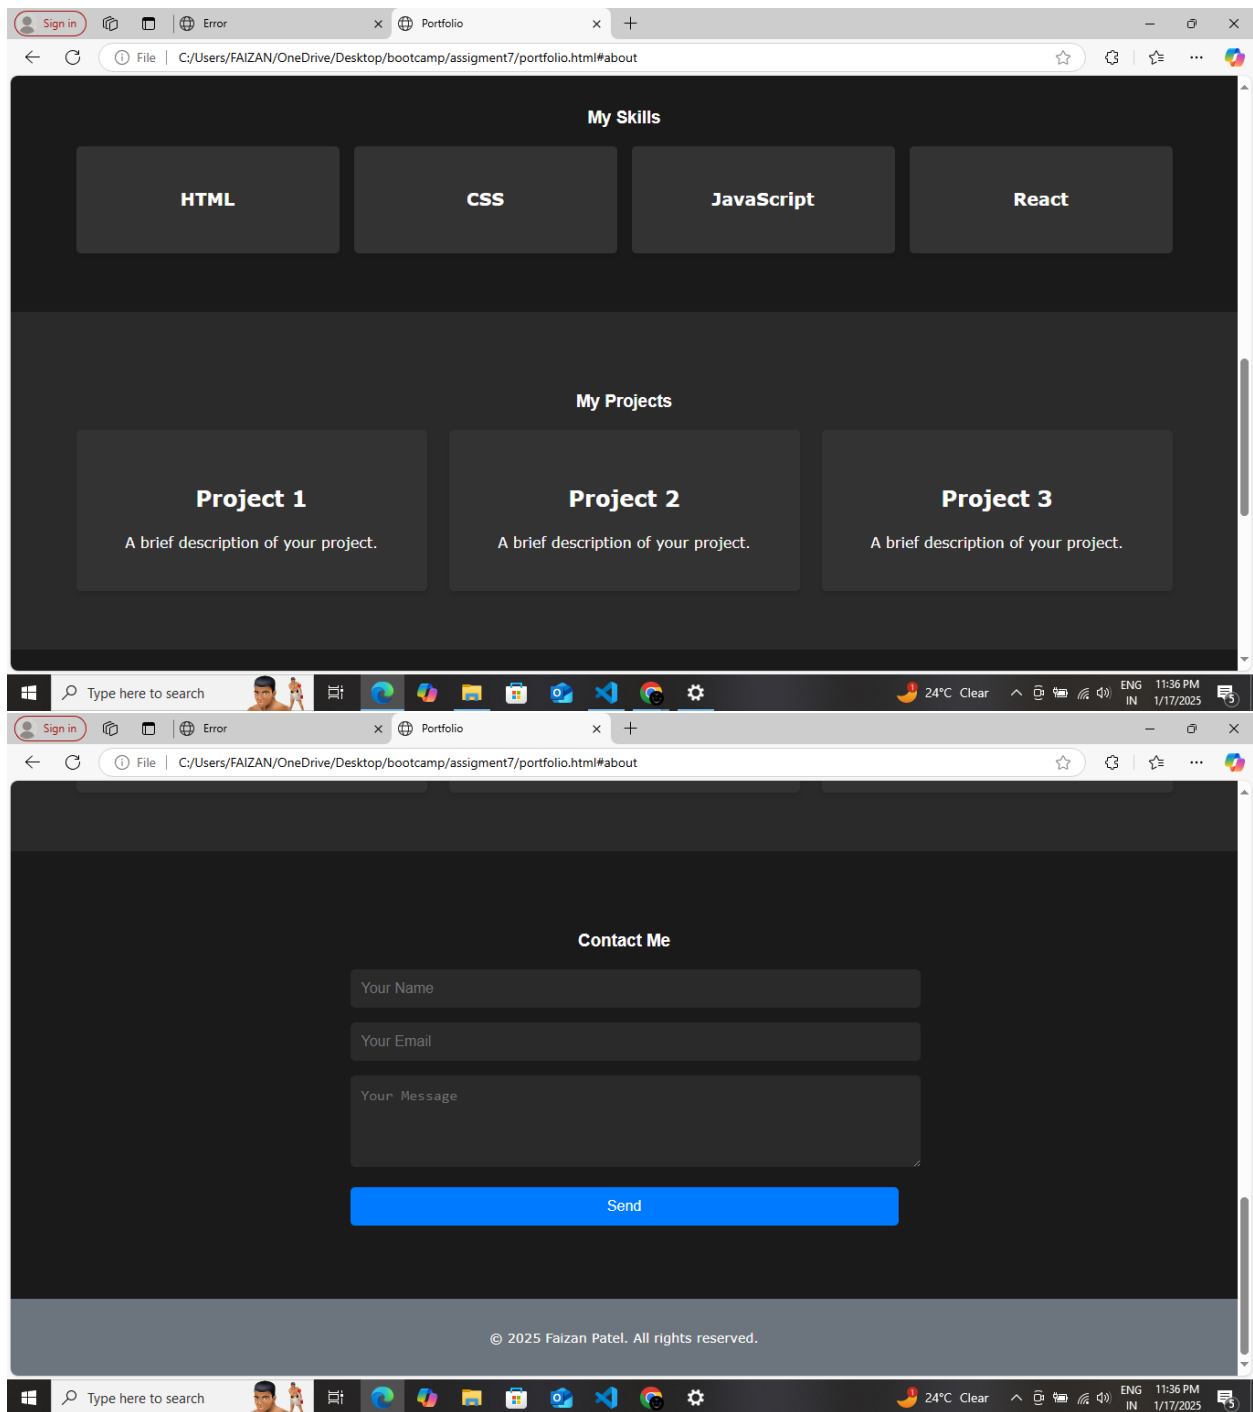 Sign in
Error
Portfolio
File
C:/Users/FAIZAN/OneDrive/Desktop/bootcamp/assigment7/portfolio.html#about
My Skills
HTML
CSS
JavaScript
React
My Projects
Project 1
Project 2
Project 3
A brief description of your project.
A brief description of your project.
A brief description of your project.
Type here to search
1
24°C Clear
ENG
IN
11:36 PM
1/17/2025
5
Sign in
Error
Portfolio
File
C:/Users/FAIZAN/OneDrive/Desktop/bootcamp/assigment7/portfolio.html#about
Contact Me
Your Name
Your Email
Your Message
Send
© 2025 Faizan Patel. All rights reserved.
Type here to search
1
24°C Clear
ENG
IN
11:36 PM
1/17/2025
5